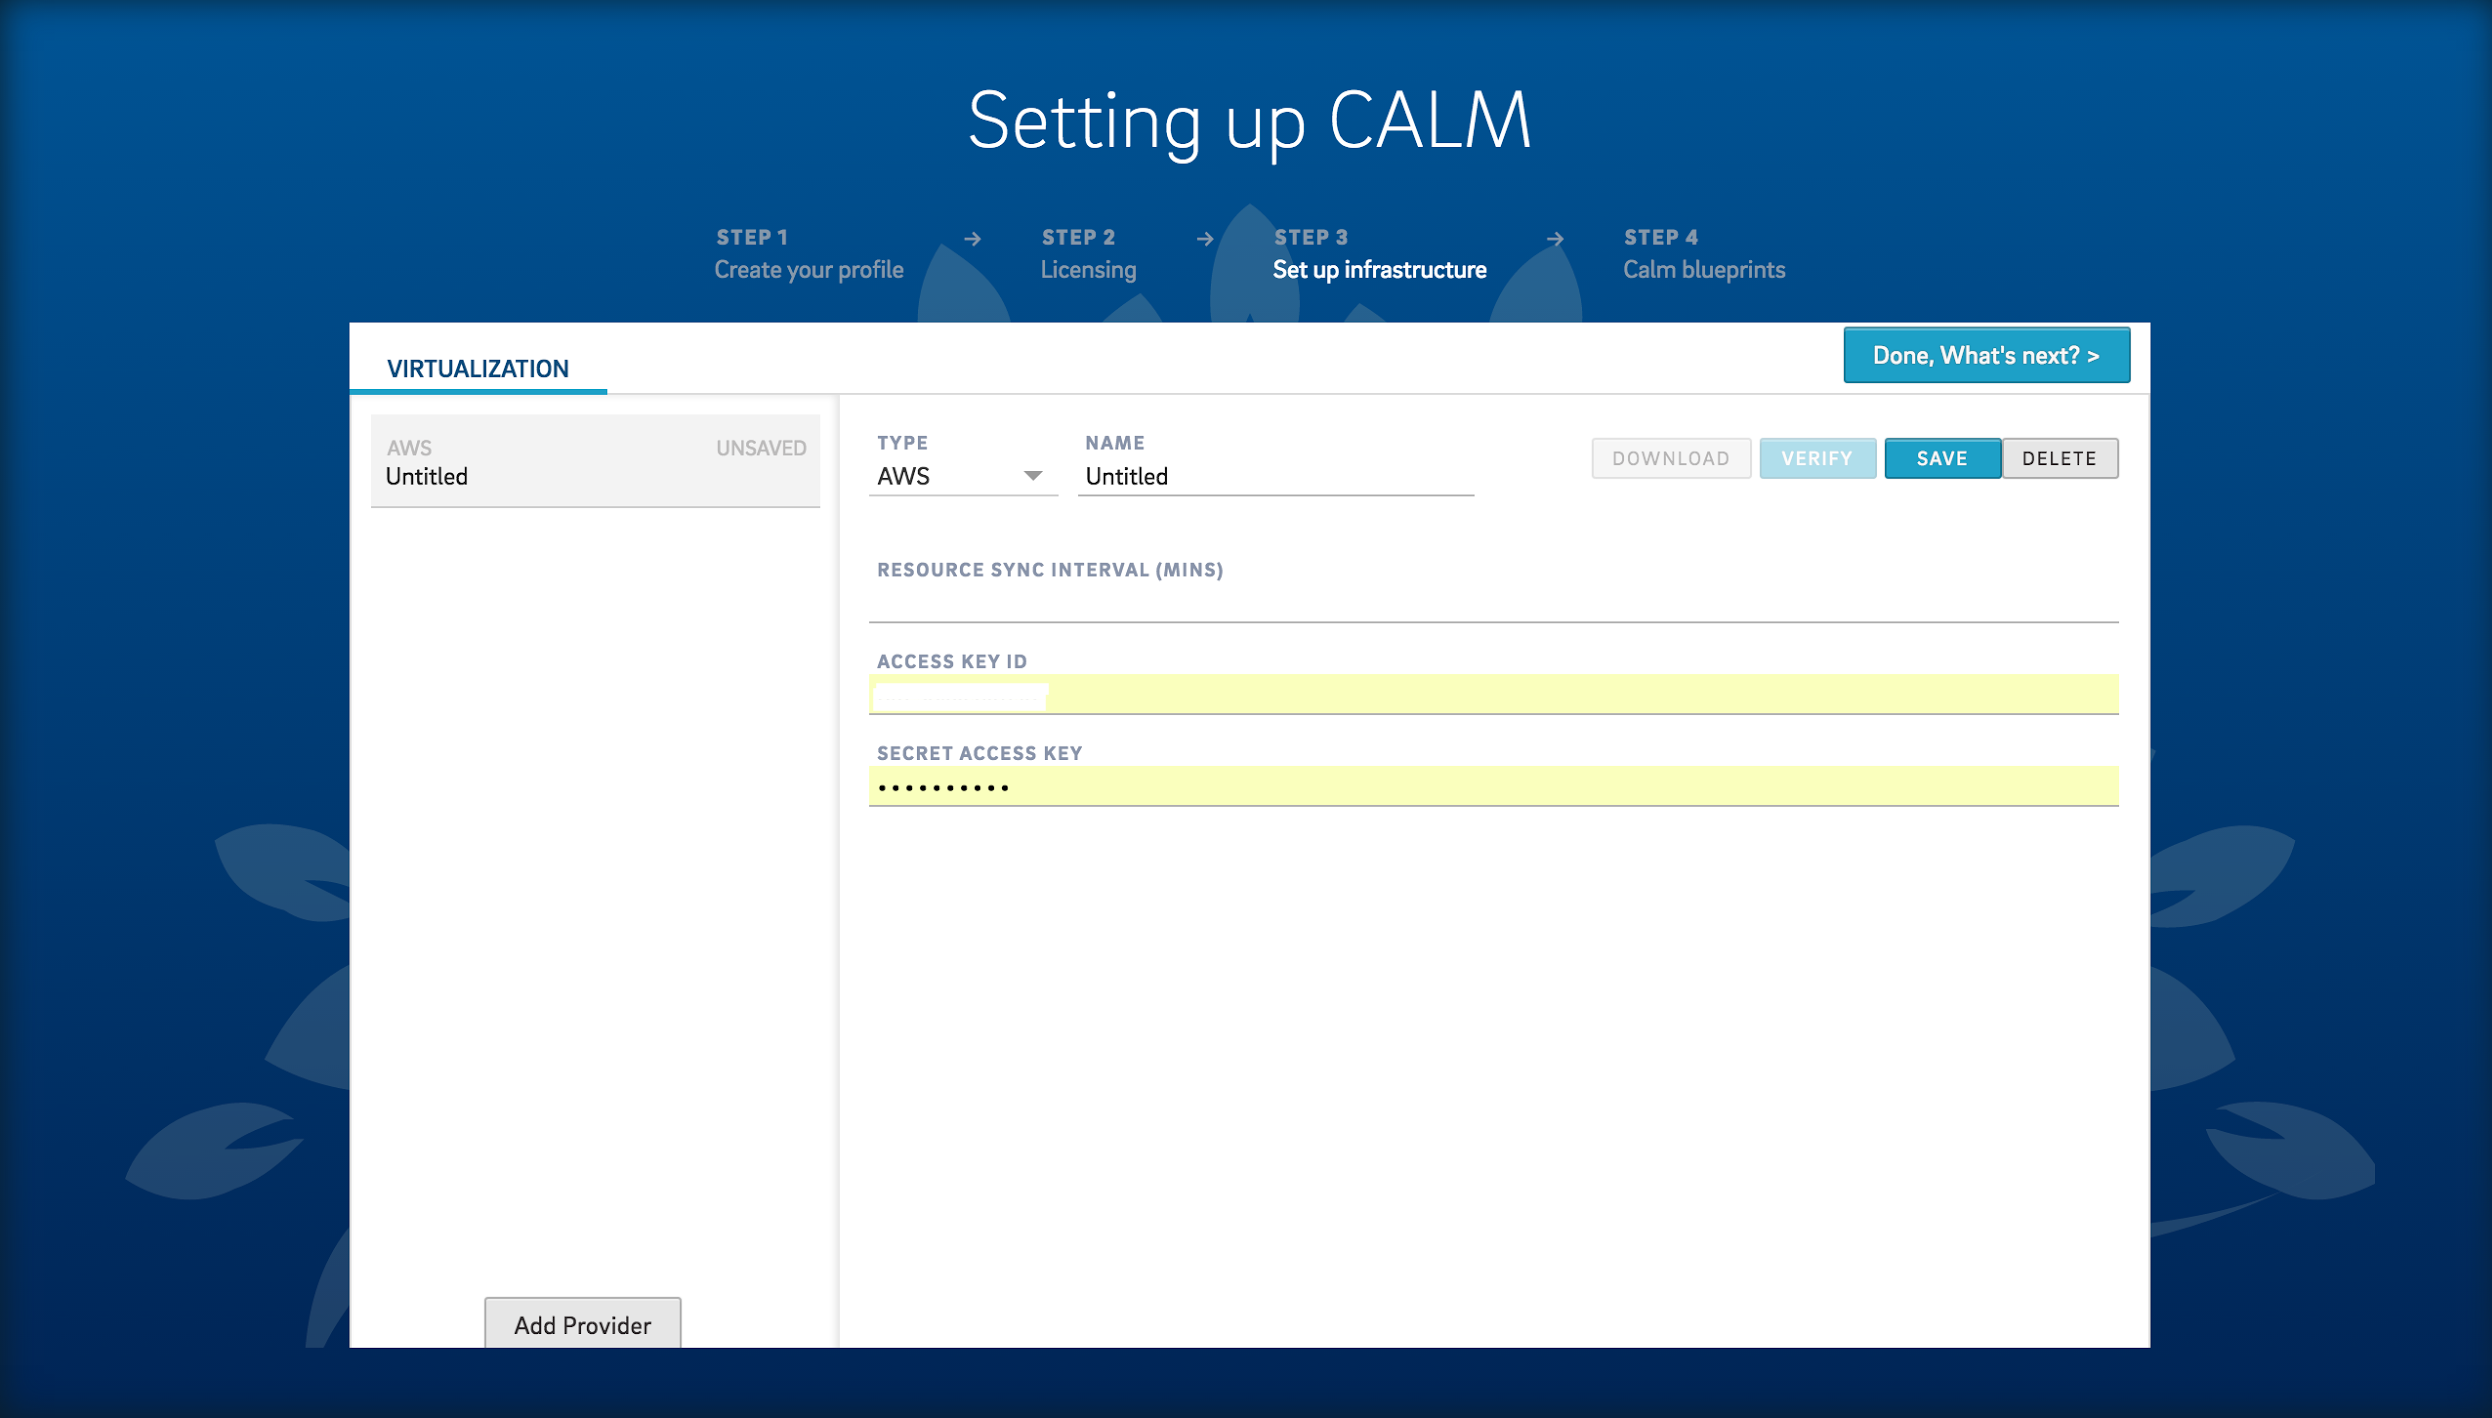 Setting up CALM
STEP 1 → STEP 2 → STEP 3 → STEP 4
Create your profile Licensing Set up infrastructure Calm blueprints
VIRTUALIZATION
Done, What's next? >
AWS UNSAVED
Untitled
TYPE NAME
AWS Untitled
DOWNLOAD VERIFY SAVE DELETE
RESOURCE SYNC INTERVAL (MINS)
ACCESS KEY ID
SECRET ACCESS KEY
••••••••••
Add Provider